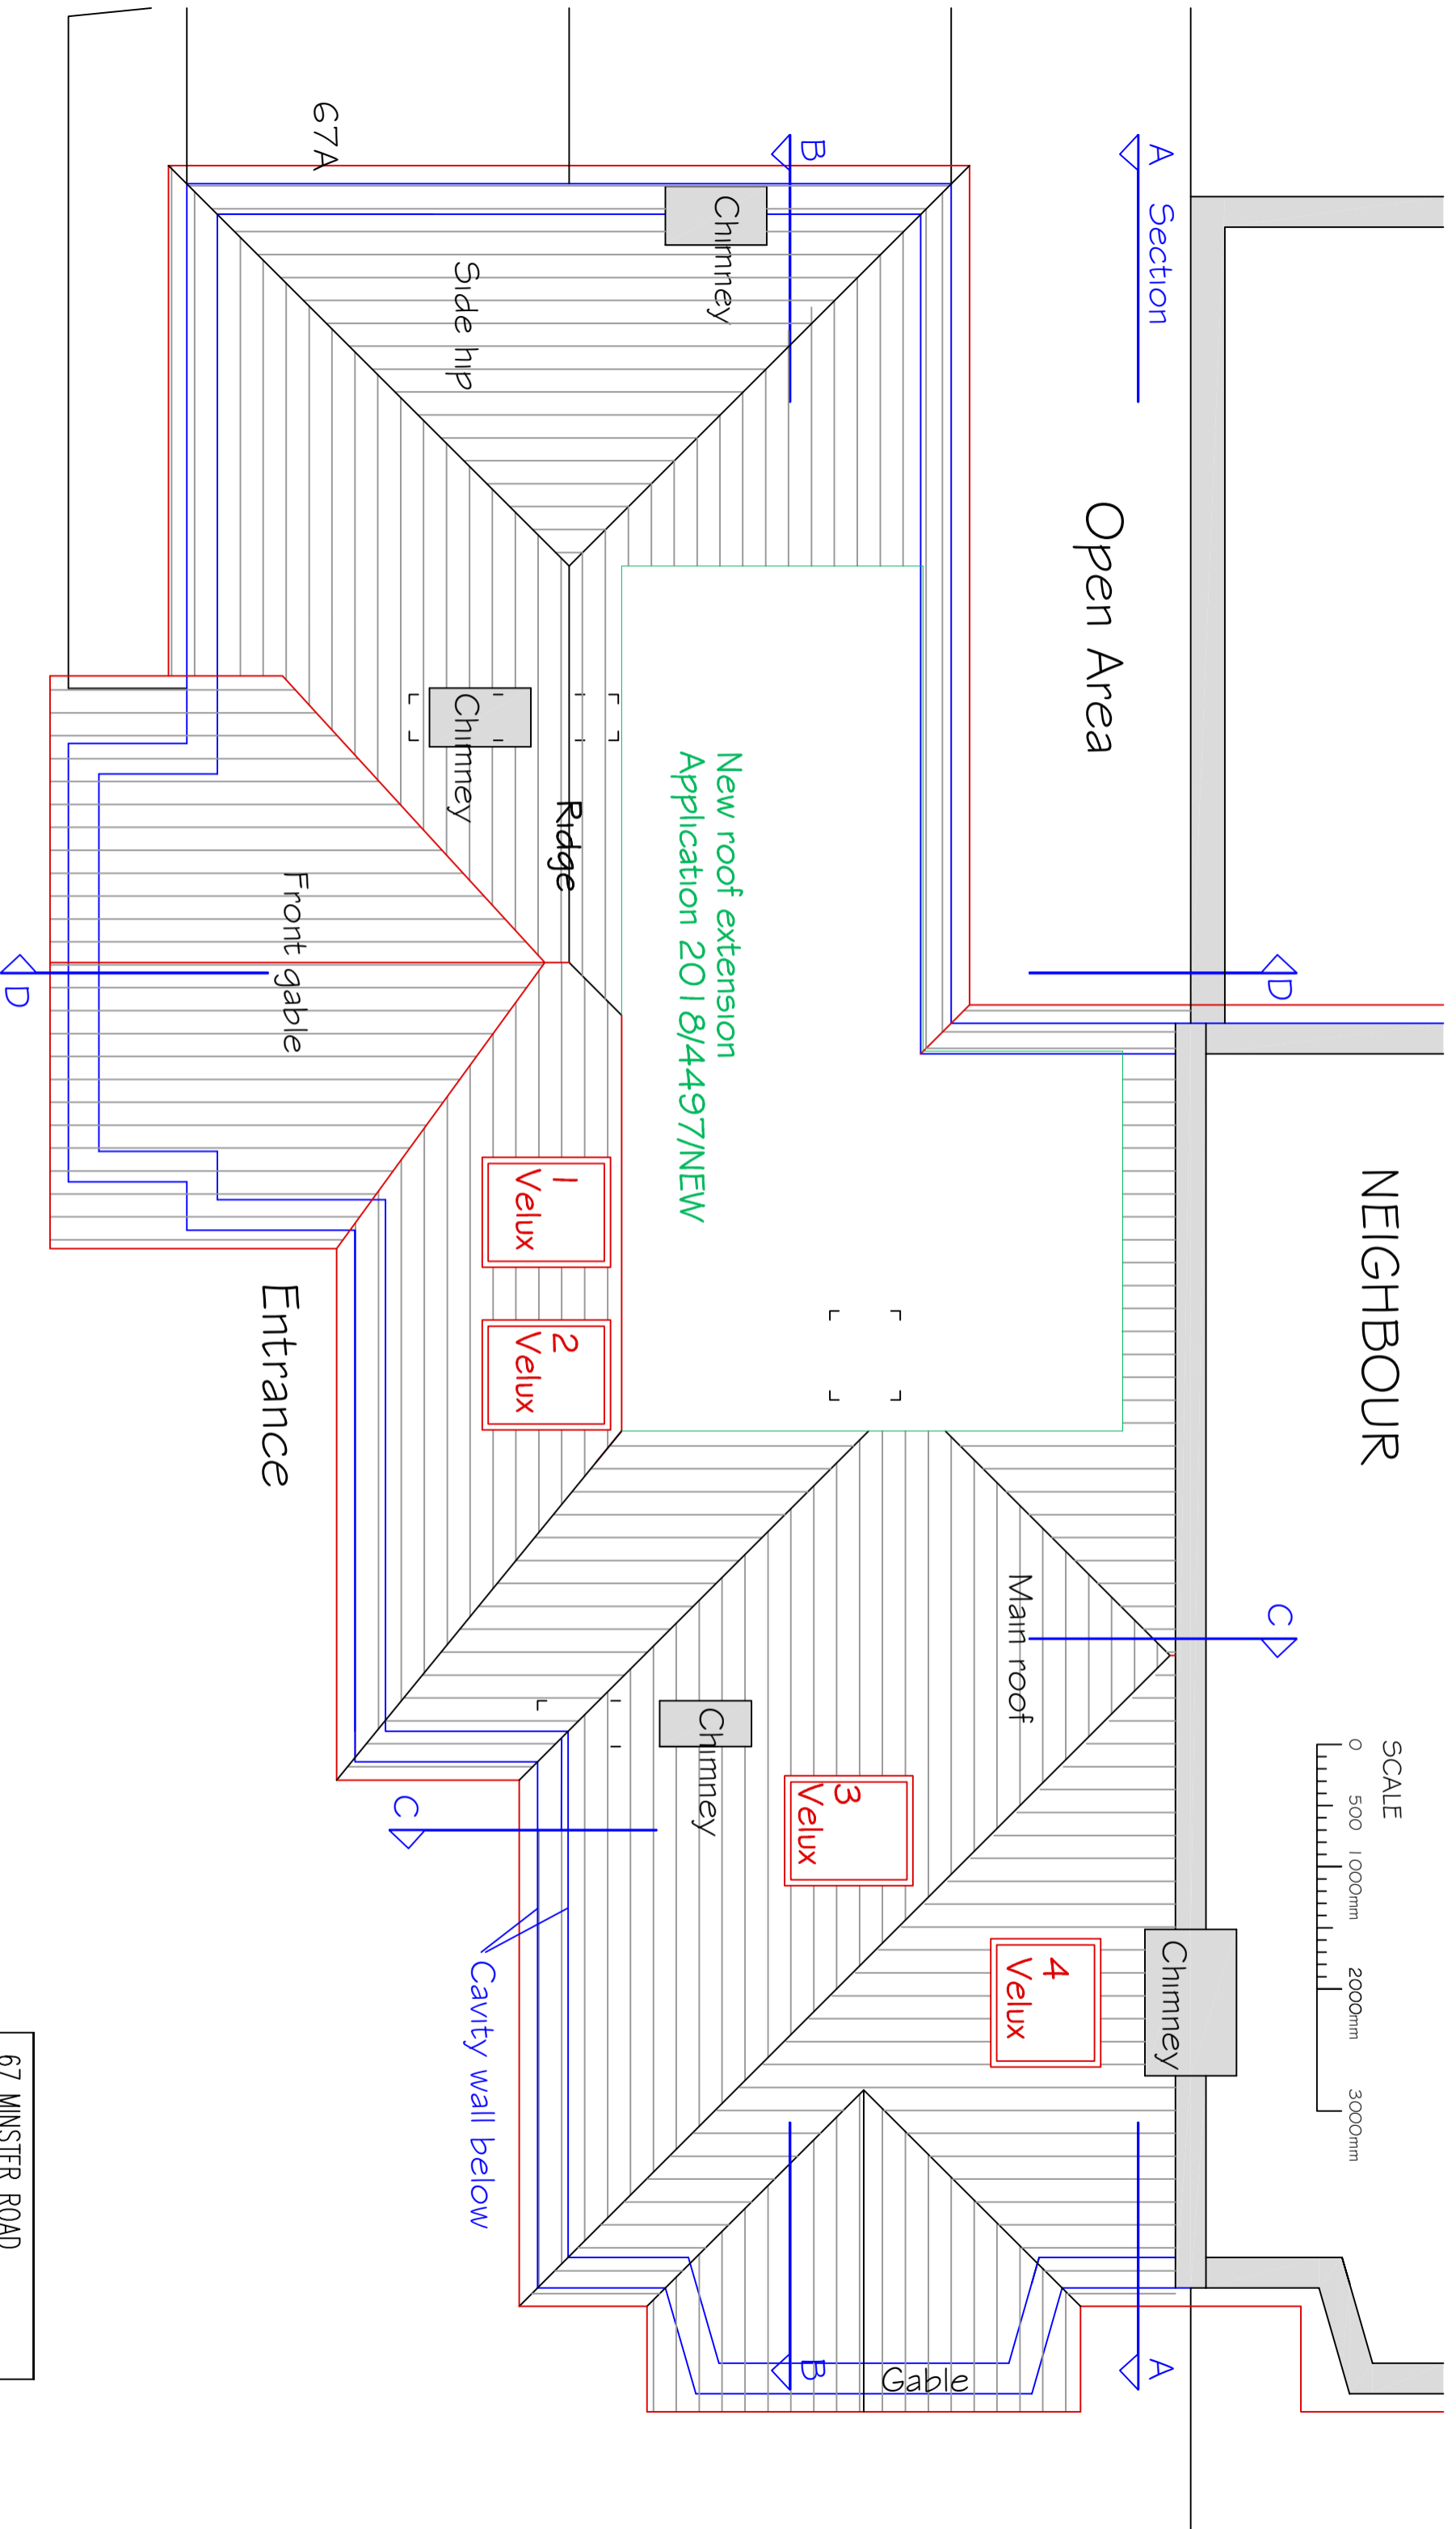 NEIGHBOUR
SCALE
0 500 1000mm 2000mm 3000mm
A Section
A
Open Area
B
B
C
C
D
D
67A
Chimney
Side hip
New roof extension
Application 2018/4497/NEW
Main roof
Chimney
4
Velux
Ridge
Chimney
1
Velux
2
Velux
3
Velux
Chimney
Gable
Front gable
Entrance
Cavity wall below
67 MINSTER ROAD